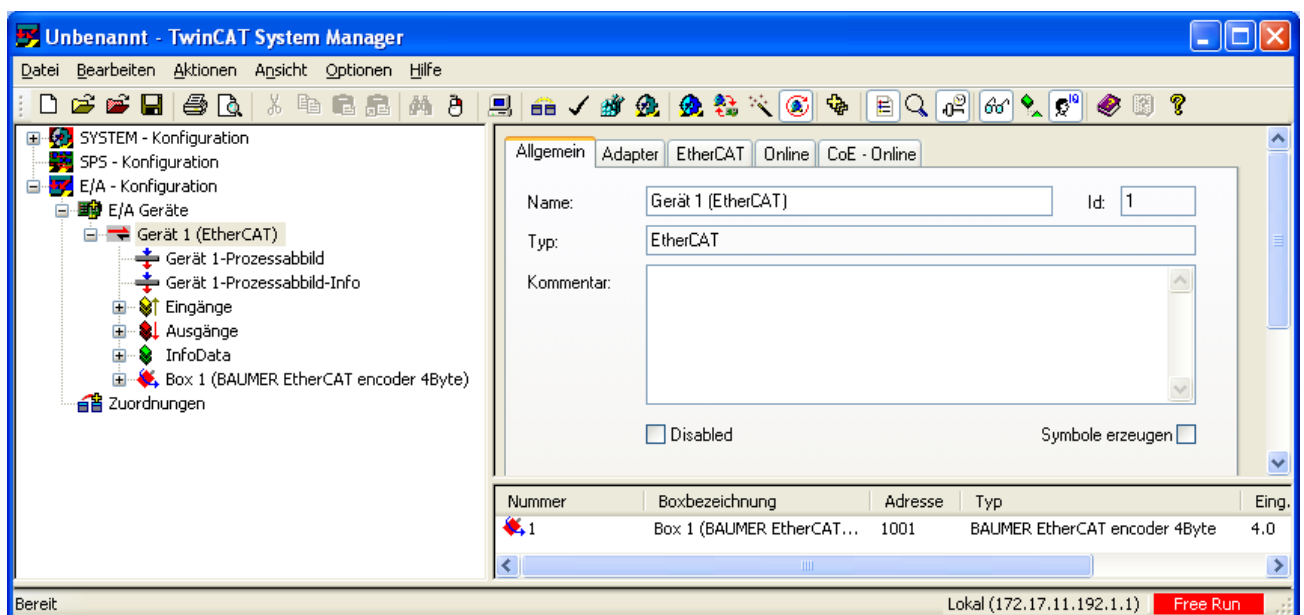 Unbenannt - TwinCAT System Manager
Datei Bearbeiten Aktionen Ansicht Optionen Hilfe
SYSTEM - Konfiguration
SPS - Konfiguration
E/A - Konfiguration
E/A Geräte
Gerät 1 (EtherCAT)
Gerät 1-Prozessabbild
Gerät 1-Prozessabbild-Info
Eingänge
Ausgänge
InfoData
Box 1 (BAUMER EtherCAT encoder 4Byte)
Zuordnungen
Allgemein Adapter EtherCAT Online CoE - Online
Name: Gerät 1 (EtherCAT) Id: 1
Typ: EtherCAT
Kommentar:
Disabled Symbole erzeugen
Nummer Boxbezeichnung Adresse Typ Eing.
1 Box 1 (BAUMER EtherCAT... 1001 BAUMER EtherCAT encoder 4Byte 4.0
Bereit Lokal (172.17.11.192.1.1) Free Run